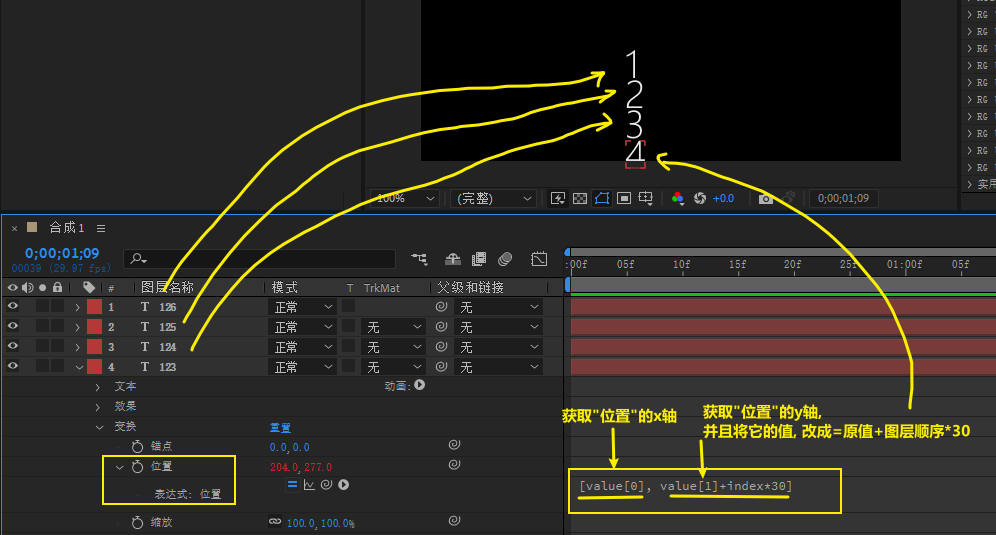 RG
RG
RG
RG
RG
RG
RG
RG
RG
RG
实用
1
2
3
4
100%
(完整)
+0.0
0;00;01;09
× 合成 1
0;00;01;09
00039 (29.97 fps)
:00f 05f 10f 15f 20f 25f 01:00f 05f
# 图层名称 模式 T TrkMat 父级和链接
1 T 126 正常 无
2 T 125 正常 无 无
3 T 124 正常 无 无
4 T 123 正常 无 无
文本 动画:
效果
变换 重置
锚点 0.0,0.0
位置 204.0,277.0
表达式: 位置
缩放 100.0,100.0%
获取"位置"的x轴
获取"位置"的y轴,
并且将它的值, 改成=原值+图层顺序*30
[value[0], value[1]+index*30]